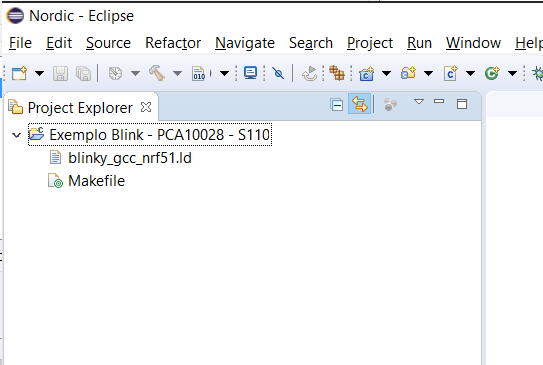 Nordic - Eclipse
File Edit Source Refactor Navigate Search Project Run Window Help
010
Project Explorer
Exemplo Blink - PCA10028 - S110
blinky_gcc_nrf51.ld
Makefile